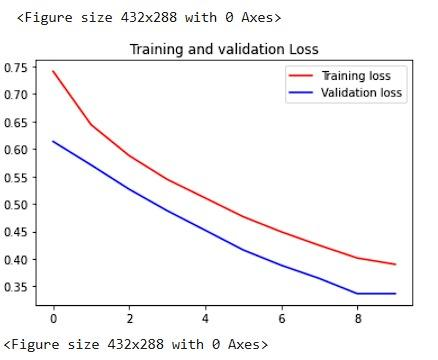 <Figure size 432x288 with 0 Axes>
Training and validation Loss
Training loss
Validation loss
0.75
0.70
0.65
0.60
0.55
0.50
0.45
0.40
0.35
0 2 4 6 8
<Figure size 432x288 with 0 Axes>